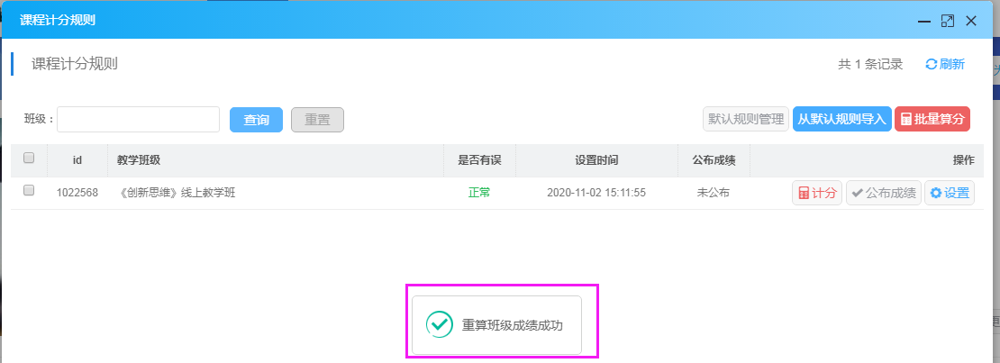 课程计分规则
课程计分规则 共 1 条记录 刷新
班级： 查询 重置 默认规则管理 从默认规则导入 批量算分
id 教学班级 是否有误 设置时间 公布成绩 操作
1022568 《创新思维》线上教学班 正常 2020-11-02 15:11:55 未公布 计分 公布成绩 设置
重算班级成绩成功